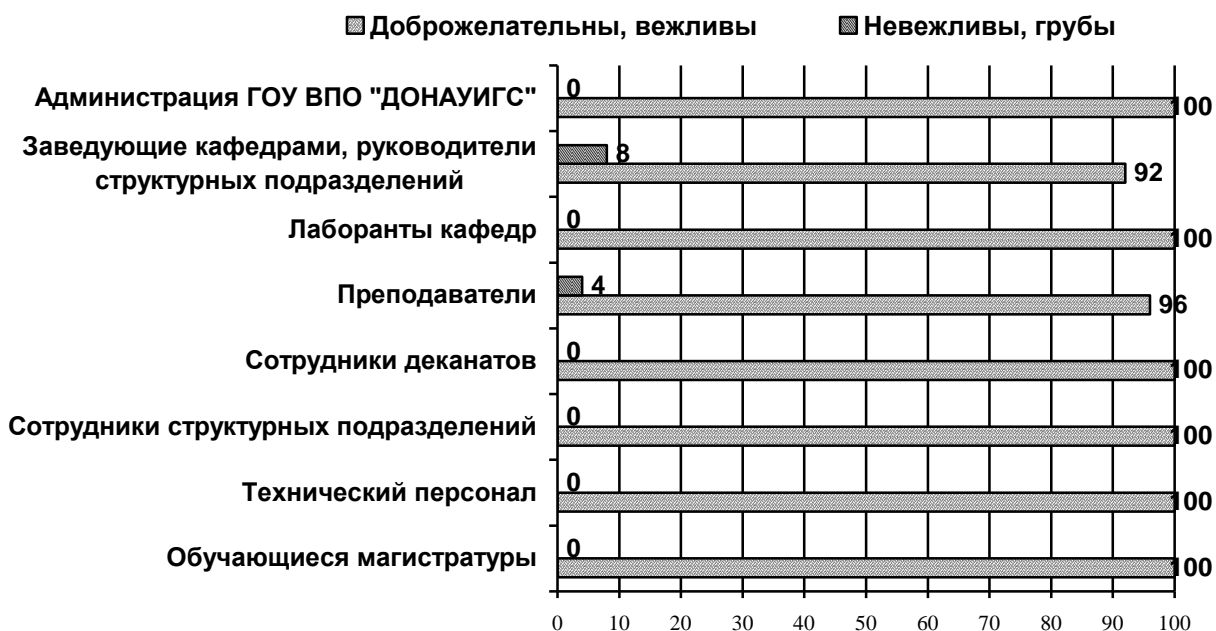 Доброжелательны, вежливы Невежливы, грубы
Администрация ГОУ ВПО "ДОНАУИГС"
0
100
Заведующие кафедрами, руководители
структурных подразделений
8
92
Лаборанты кафедр
0
100
Преподаватели
4
96
Сотрудники деканатов
0
100
Сотрудники структурных подразделений
0
100
Технический персонал
0
100
Обучающиеся магистратуры
0
100
0 10 20 30 40 50 60 70 80 90 100